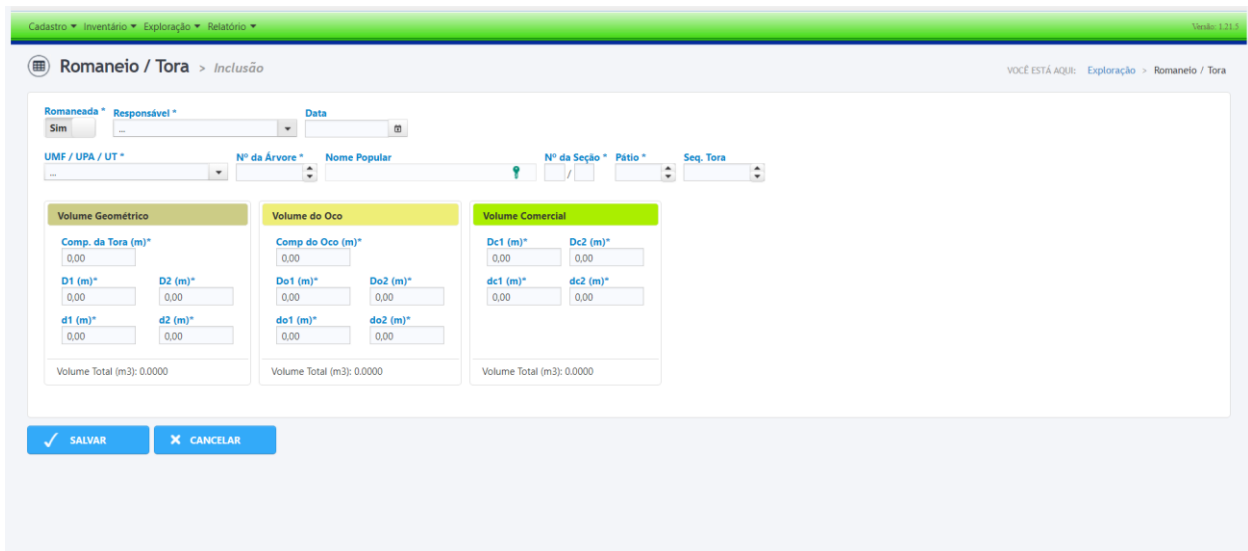 Cadastro Inventário Exploração Relatório Versão: 1.21.5
Romaneio / Tora > Inclusão VOCÊ ESTÁ AQUI: Exploração > Romaneio / Tora
Romaneada * Responsável * Data
Sim ...
UMF / UPA / UT * Nº da Árvore * Nome Popular Nº da Seção * Pátio * Seq. Tora
... /
Volume Geométrico Volume do Oco Volume Comercial
Comp. da Tora (m)* Comp do Oco (m)* Dc1 (m)* Dc2 (m)*
0,00 0,00 0,00 0,00
D1 (m)* D2 (m)* Do1 (m)* Do2 (m)* dc1 (m)* dc2 (m)*
0,00 0,00 0,00 0,00 0,00 0,00
d1 (m)* d2 (m)* do1 (m)* do2 (m)*
0,00 0,00 0,00 0,00
Volume Total (m3): 0.0000 Volume Total (m3): 0.0000 Volume Total (m3): 0.0000
SALVAR CANCELAR